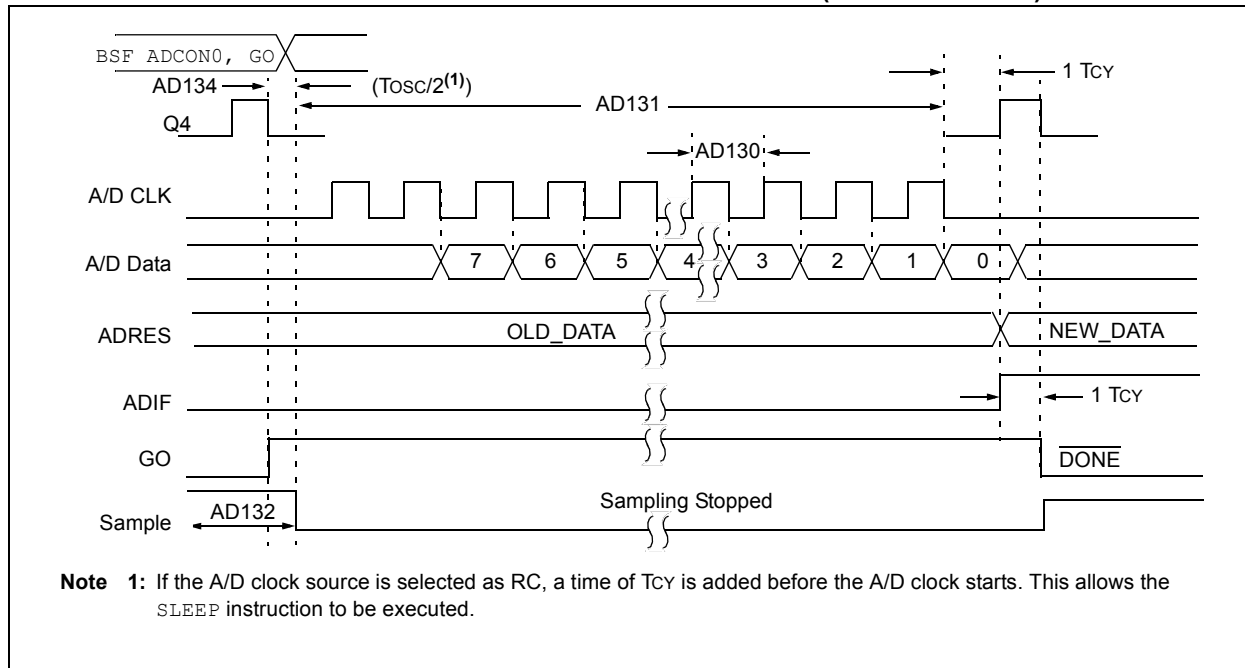 BSF ADCON0, GO
AD134
(TOSC/2(1))
AD131
1 TCY
Q4
AD130
A/D CLK
A/D Data
7
6
5
4
3
2
1
0
ADRES
OLD_DATA
NEW_DATA
ADIF
1 TCY
GO
DONE
Sample
AD132
Sampling Stopped
Note 1: If the A/D clock source is selected as RC, a time of TCY is added before the A/D clock starts. This allows the
SLEEP instruction to be executed.